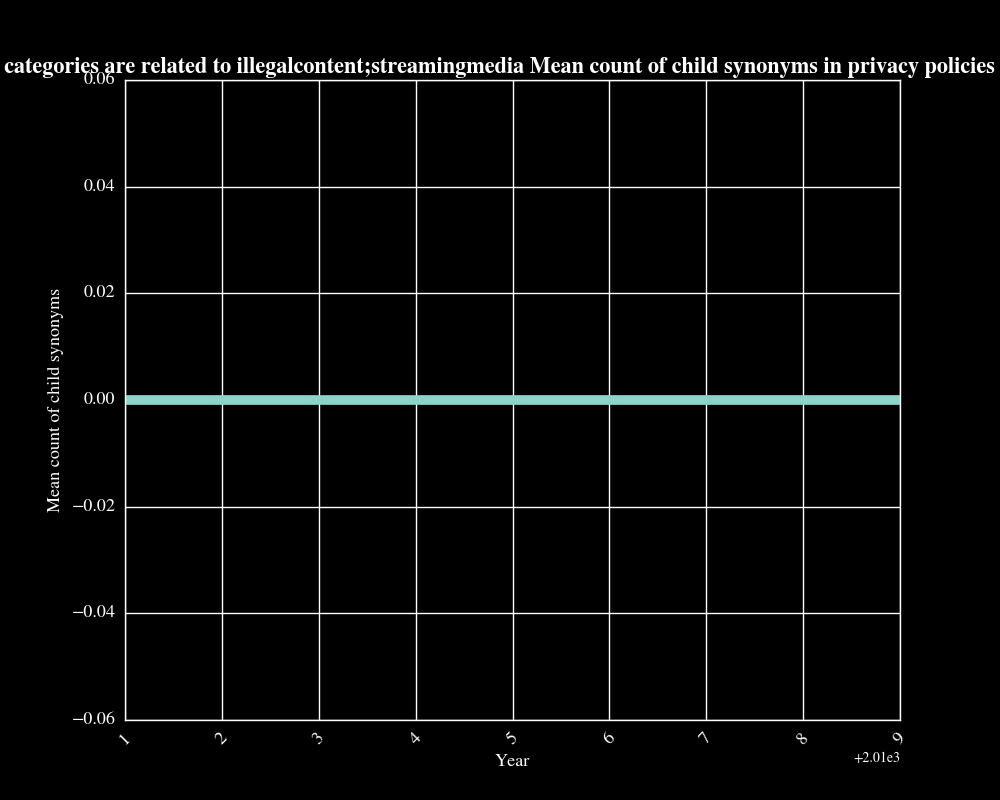 categories are related to illegalcontent;streamingmedia Mean count of child synonyms in privacy policies
0.06
0.04
0.02
0.00
−0.02
−0.04
−0.06
Mean count of child synonyms
1 2 3 4 5 6 7 8 9
Year
+2.01e3